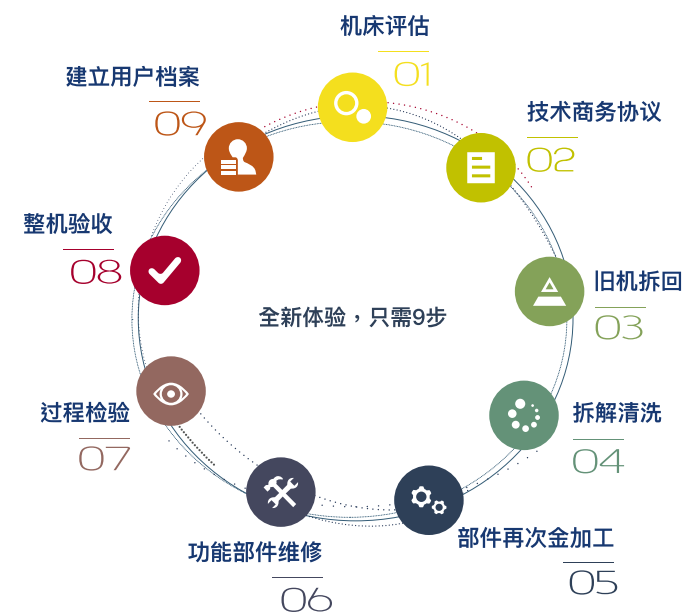 机床评估
01
技术商务协议
02
旧机拆回
03
拆解清洗
04
部件再次金加工
05
功能部件维修
06
过程检验
07
整机验收
08
建立用户档案
09
全新体验，只需9步